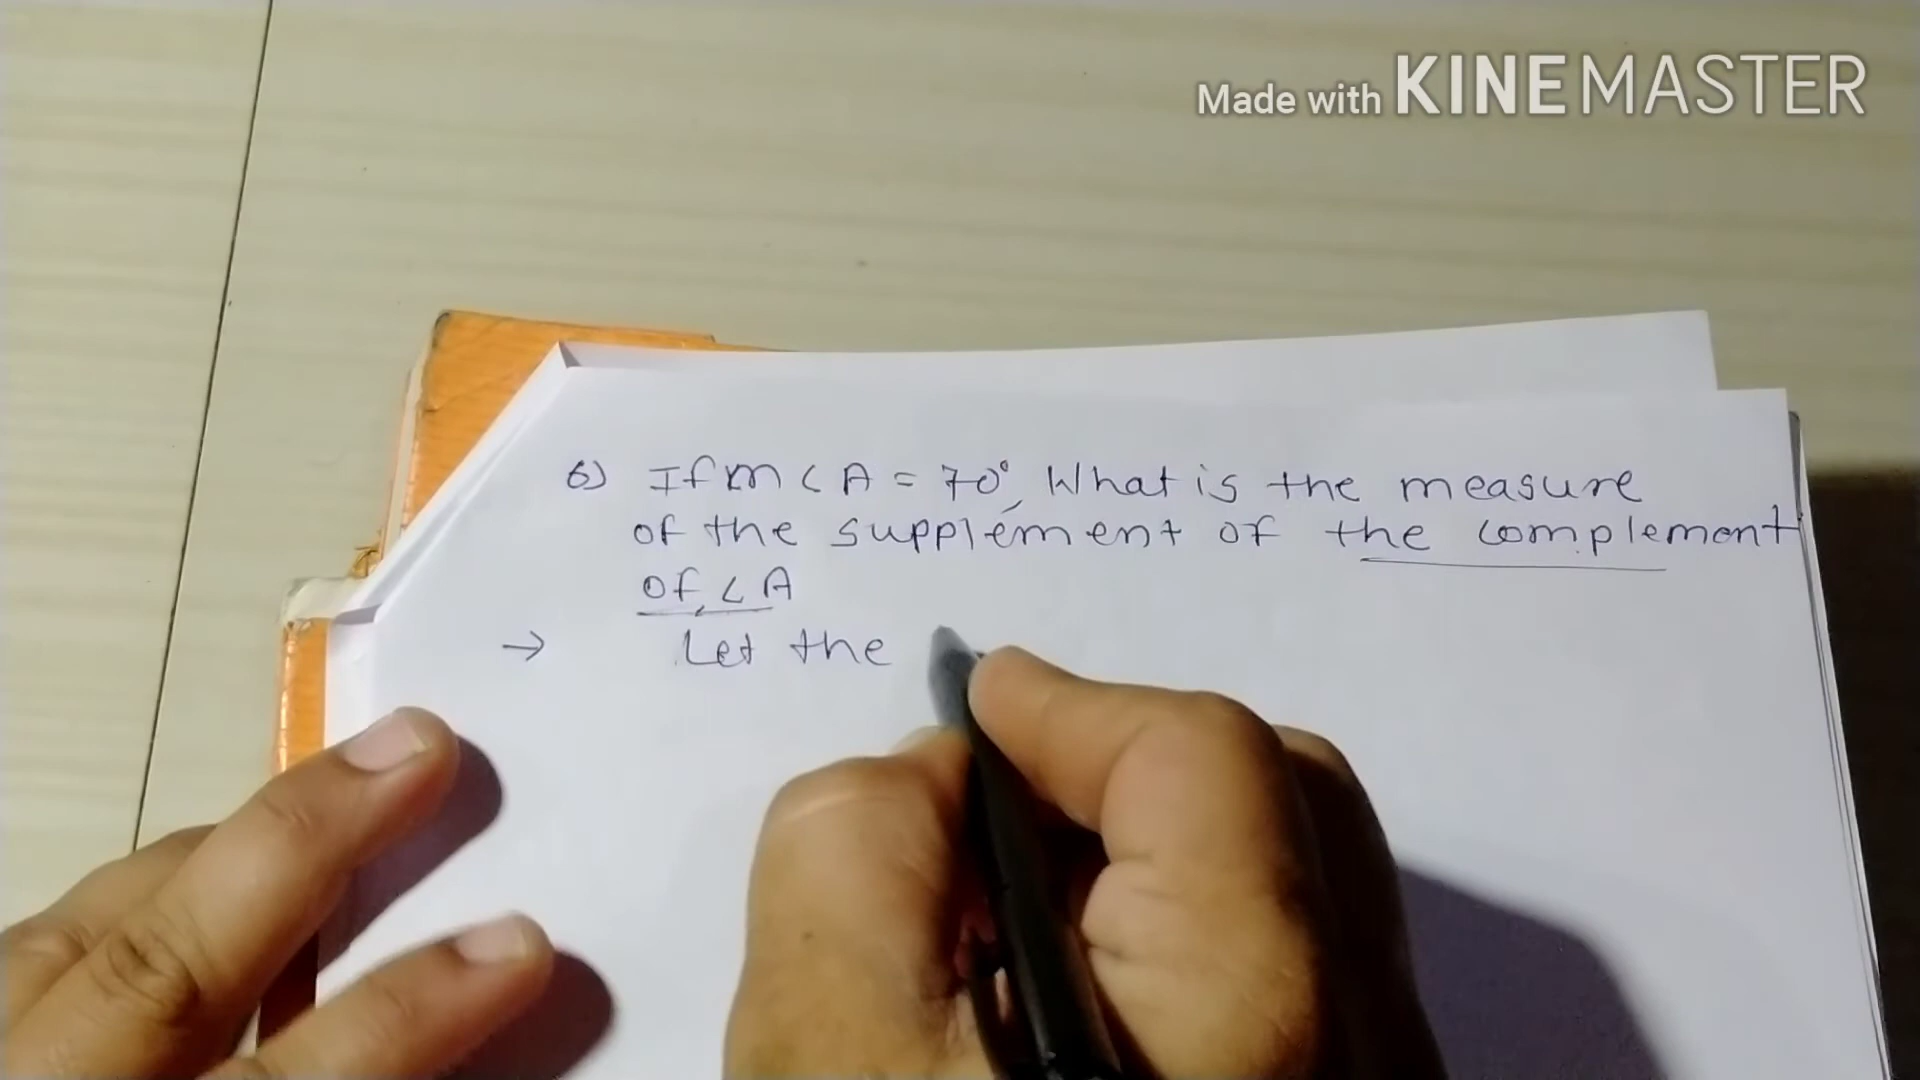 Made with KINEMASTER
6) If m ∠ A = 70°, What is the measure
of the supplement of the complement
of ∠ A
→ Let the